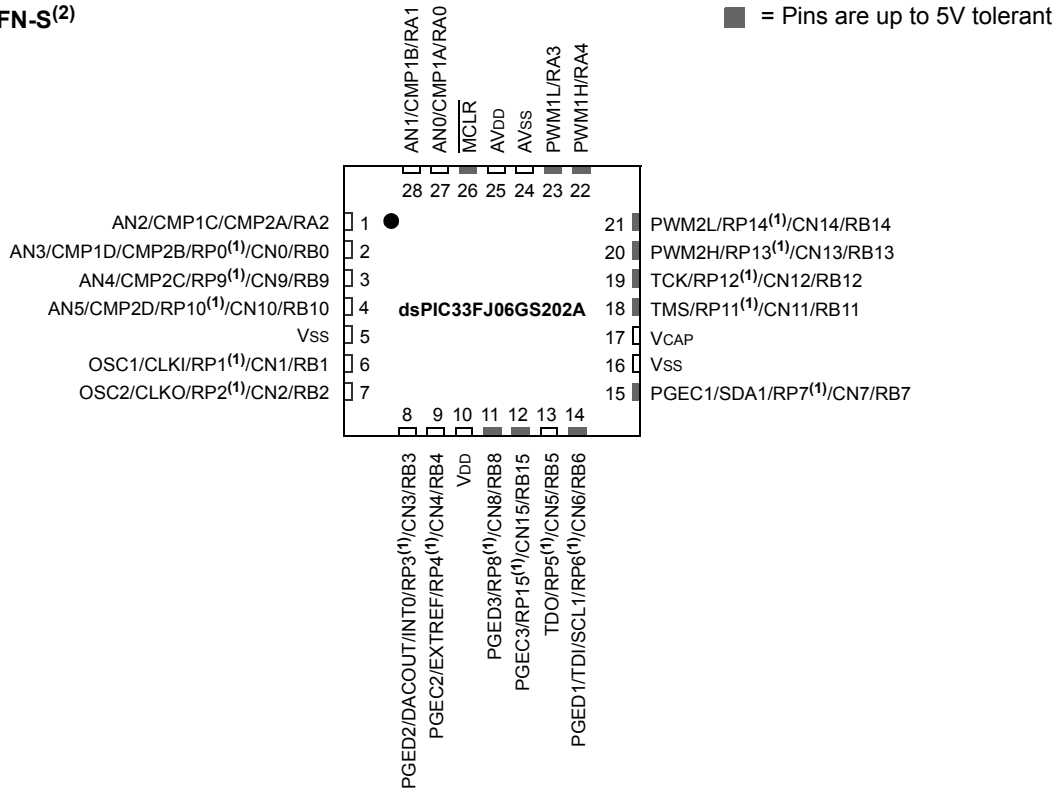 FN-S(2)
= Pins are up to 5V tolerant
AN1/CMP1B/RA1
AN0/CMP1A/RA0
MCLR
AVDD
AVSS
PWM1L/RA3
PWM1H/RA4
28 27 26 25 24 23 22
AN2/CMP1C/CMP2A/RA2 1
AN3/CMP1D/CMP2B/RP0(1)/CN0/RB0 2
AN4/CMP2C/RP9(1)/CN9/RB9 3
AN5/CMP2D/RP10(1)/CN10/RB10 4
VSS 5
OSC1/CLKI/RP1(1)/CN1/RB1 6
OSC2/CLKO/RP2(1)/CN2/RB2 7
dsPIC33FJ06GS202A
21 PWM2L/RP14(1)/CN14/RB14
20 PWM2H/RP13(1)/CN13/RB13
19 TCK/RP12(1)/CN12/RB12
18 TMS/RP11(1)/CN11/RB11
17 VCAP
16 VSS
15 PGEC1/SDA1/RP7(1)/CN7/RB7
8 9 10 11 12 13 14
PGED2/DACOUT/INT0/RP3(1)/CN3/RB3
PGEC2/EXTREF/RP4(1)/CN4/RB4
VDD
PGED3/RP8(1)/CN8/RB8
PGEC3/RP15(1)/CN15/RB15
TDO/RP5(1)/CN5/RB5
PGED1/TDI/SCL1/RP6(1)/CN6/RB6